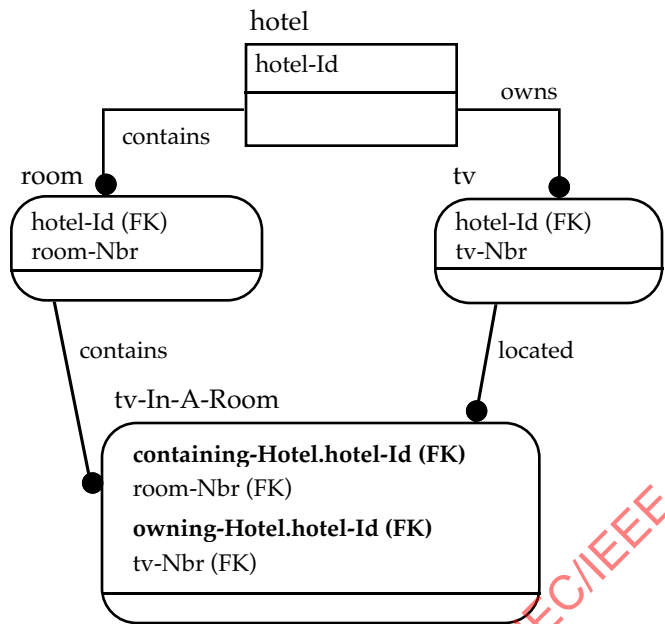 hotel
hotel-Id
contains
owns
room
tv
hotel-Id (FK)
room-Nbr
hotel-Id (FK)
tv-Nbr
contains
located
tv-In-A-Room
containing-Hotel.hotel-Id (FK)
room-Nbr (FK)
owning-Hotel.hotel-Id (FK)
tv-Nbr (FK)
EC/IEEE